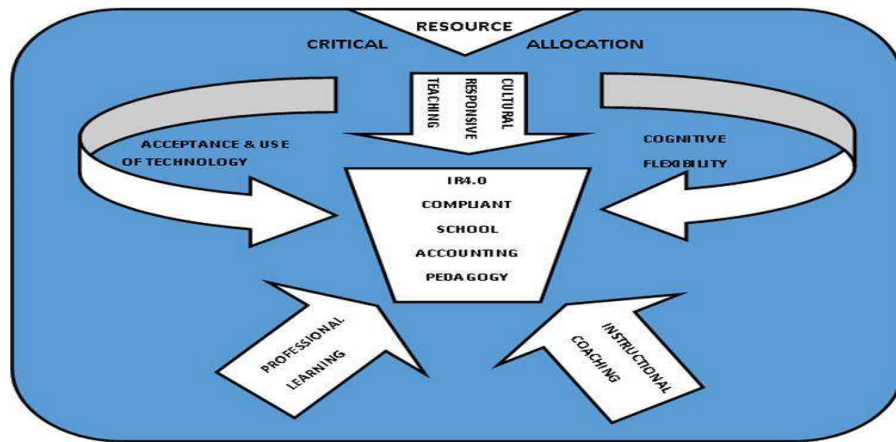 RESOURCE
CRITICAL ALLOCATION
CULTURAL
RESPONSIVE
TEACHING
ACCEPTANCE & USE
OF TECHNOLOGY
COGNITIVE
FLEXIBILITY
IR4.0
COMPLIANT
SCHOOL
ACCOUNTING
PEDAGOGY
PROFESSIONAL
LEARNING
INSTRUCTIONAL
COACHING